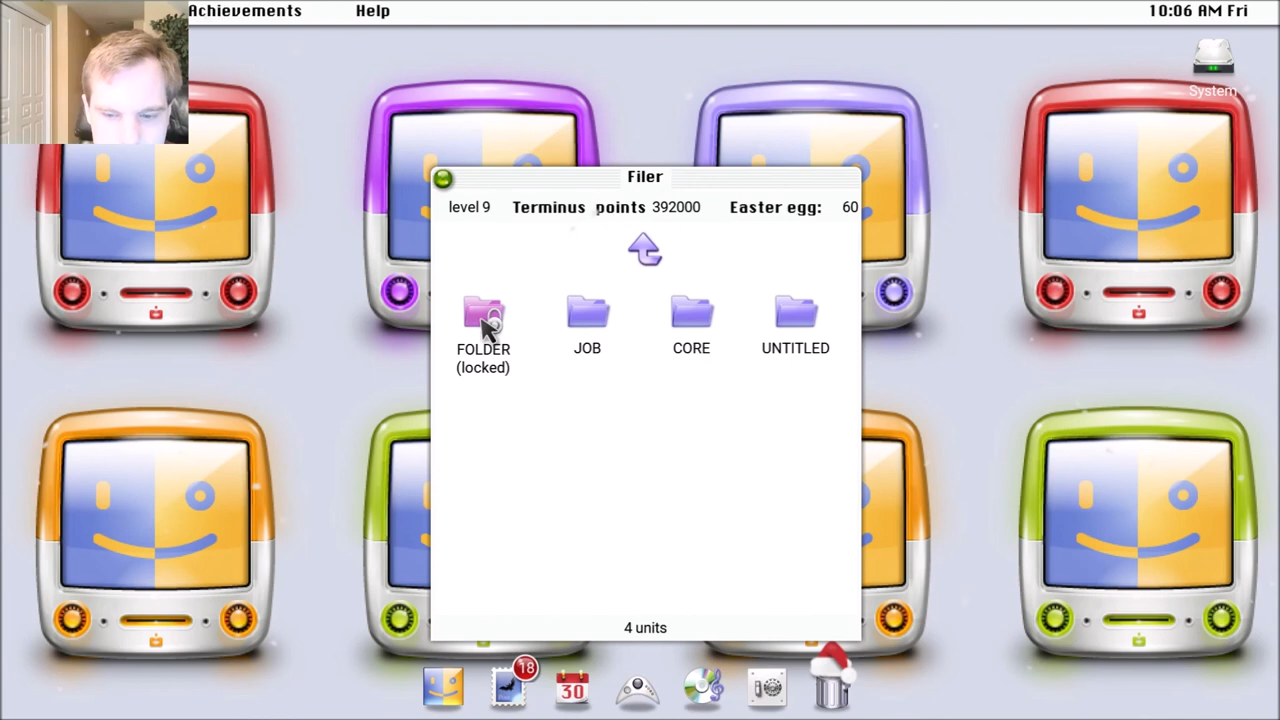 Achievements Help 10:06 AM Fri
System
Filer
level 9 Terminus points 392000 Easter egg: 60
FOLDER JOB CORE UNTITLED
(locked)
4 units
18
30